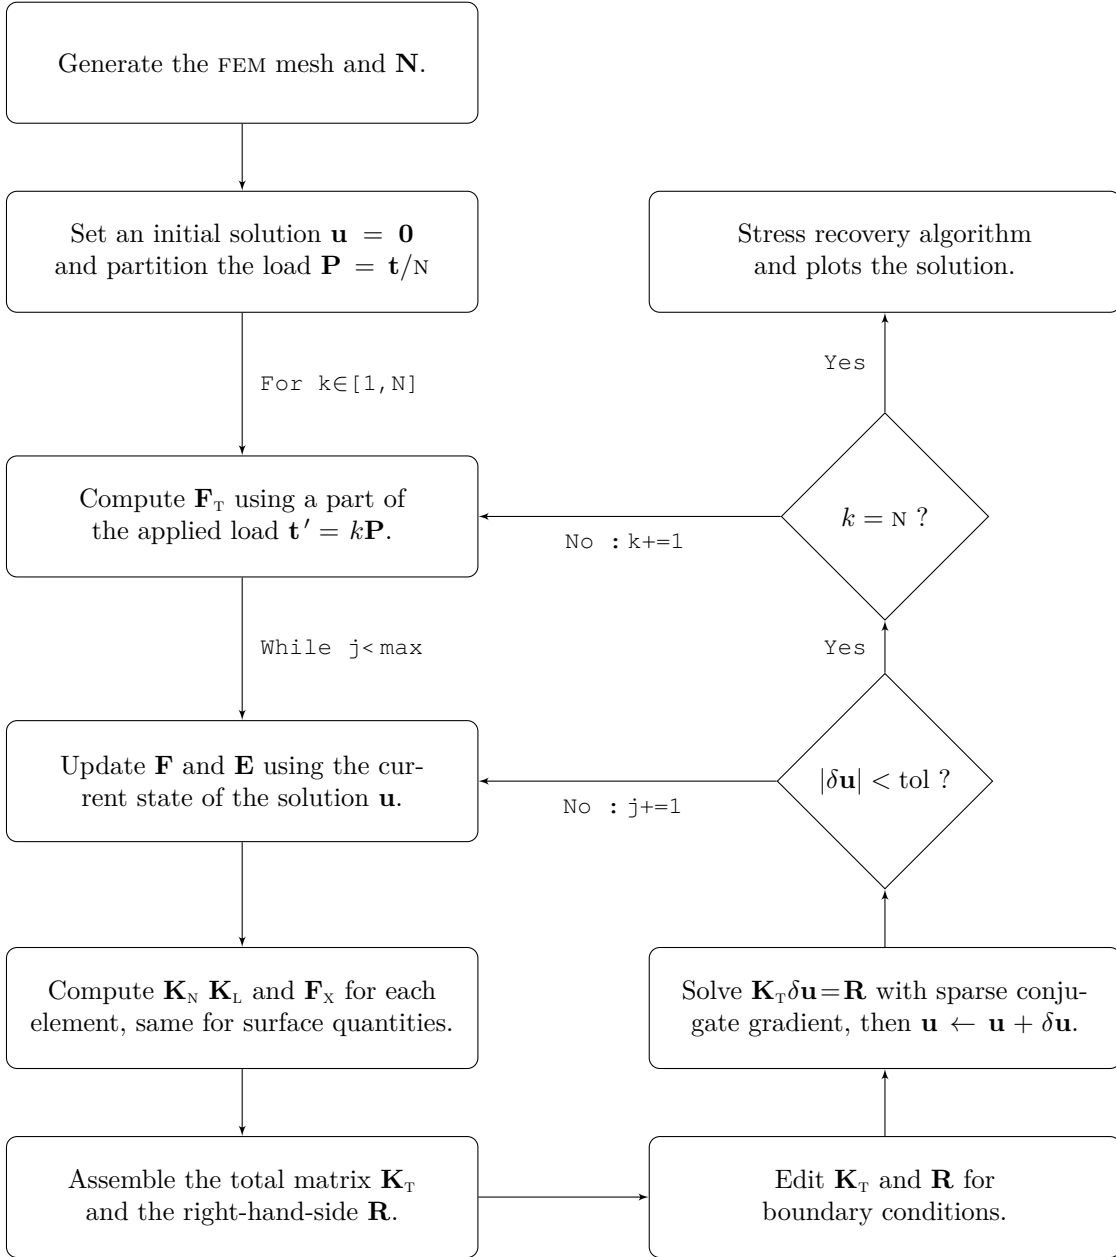 Generate the FEM mesh and N.
Set an initial solution u = 0
and partition the load P = t/N
For k∈[1,N]
Compute F_T using a part of
the applied load t′ = kP.
While j<max
Update F and E using the cur-
rent state of the solution u.
Compute K_N K_L and F_X for each
element, same for surface quantities.
Assemble the total matrix K_T
and the right-hand-side R.
Edit K_T and R for
boundary conditions.
Solve K_Tδu=R with sparse conju-
gate gradient, then u ← u + δu.
|δu| < tol ?
No : j+=1
Yes
k = N ?
No : k+=1
Yes
Stress recovery algorithm
and plots the solution.